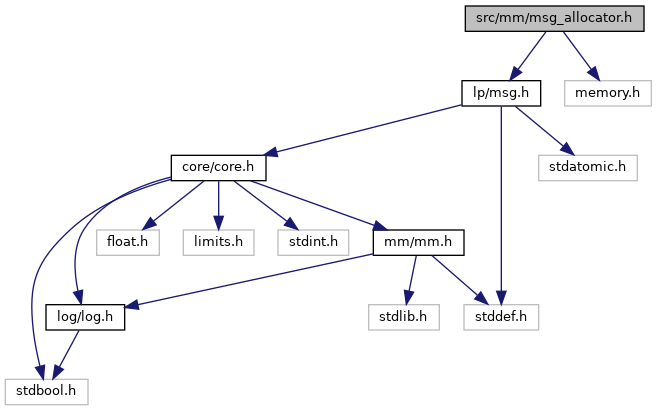 src/mm/msg_allocator.h
lp/msg.h
memory.h
core/core.h
stdatomic.h
float.h
limits.h
stdint.h
mm/mm.h
log/log.h
stdlib.h
stddef.h
stdbool.h